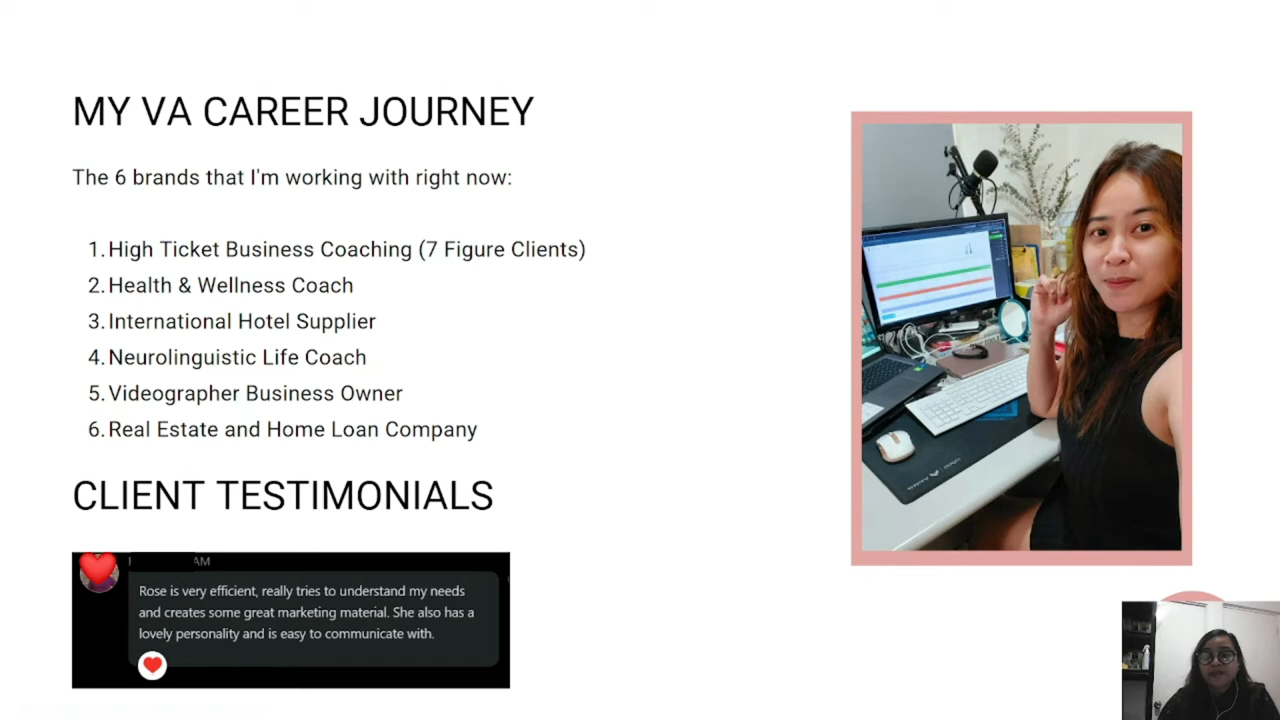 MY VA CAREER JOURNEY
The 6 brands that I'm working with right now:
1. High Ticket Business Coaching (7 Figure Clients)
2. Health & Wellness Coach
3. International Hotel Supplier
4. Neurolinguistic Life Coach
5. Videographer Business Owner
6. Real Estate and Home Loan Company
CLIENT TESTIMONIALS
AM
Rose is very efficient, really tries to understand my needs
and creates some great marketing material. She also has a
lovely personality and is easy to communicate with.